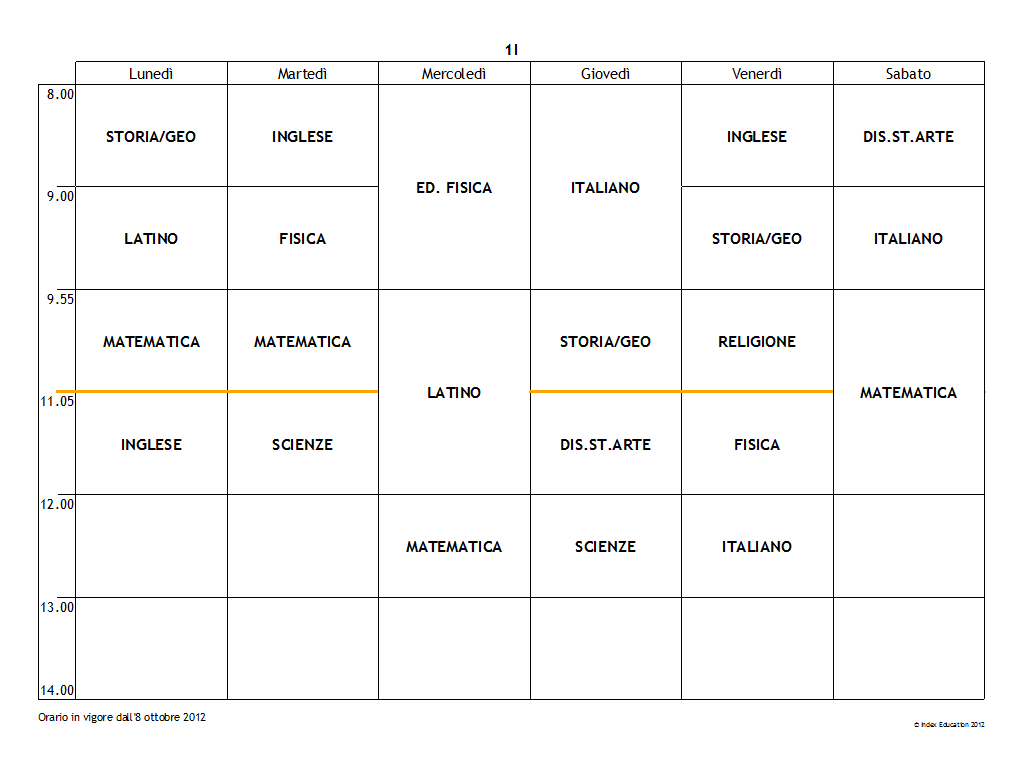 1I
Lunedì Martedì Mercoledì Giovedì Venerdì Sabato
8.00
STORIA/GEO INGLESE INGLESE DIS.ST.ARTE
ED. FISICA ITALIANO
9.00
LATINO FISICA STORIA/GEO ITALIANO
9.55
MATEMATICA MATEMATICA STORIA/GEO RELIGIONE
LATINO MATEMATICA
11.05
INGLESE SCIENZE DIS.ST.ARTE FISICA
12.00
MATEMATICA SCIENZE ITALIANO
13.00
14.00
Orario in vigore dall'8 ottobre 2012
© Index Education 2012